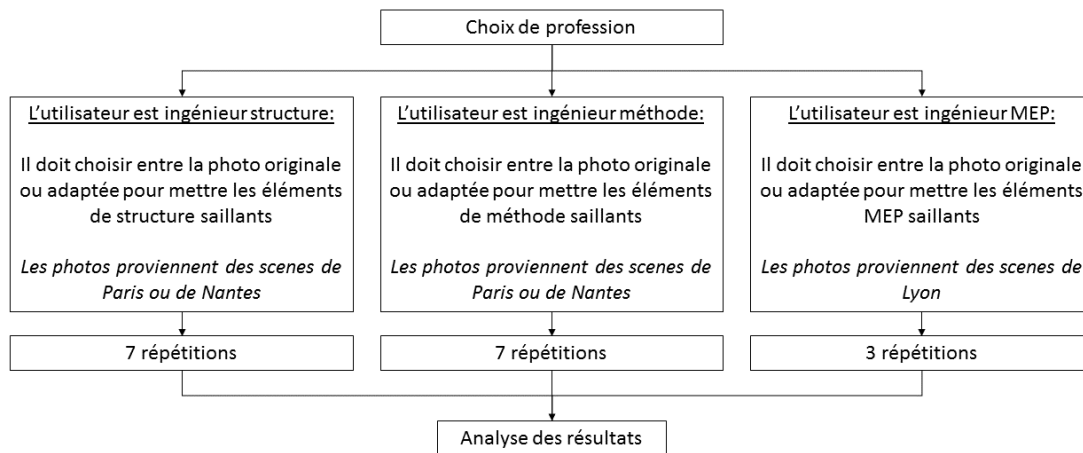 Choix de profession
L'utilisateur est ingénieur structure:
Il doit choisir entre la photo originale
ou adaptée pour mettre les éléments
de structure saillants
Les photos proviennent des scenes de
Paris ou de Nantes
7 répétitions
L'utilisateur est ingénieur méthode:
Il doit choisir entre la photo originale
ou adaptée pour mettre les éléments
de méthode saillants
Les photos proviennent des scenes de
Paris ou de Nantes
7 répétitions
L'utilisateur est ingénieur MEP:
Il doit choisir entre la photo originale
ou adaptée pour mettre les éléments
MEP saillants
Les photos proviennent des scenes de
Lyon
3 répétitions
Analyse des résultats